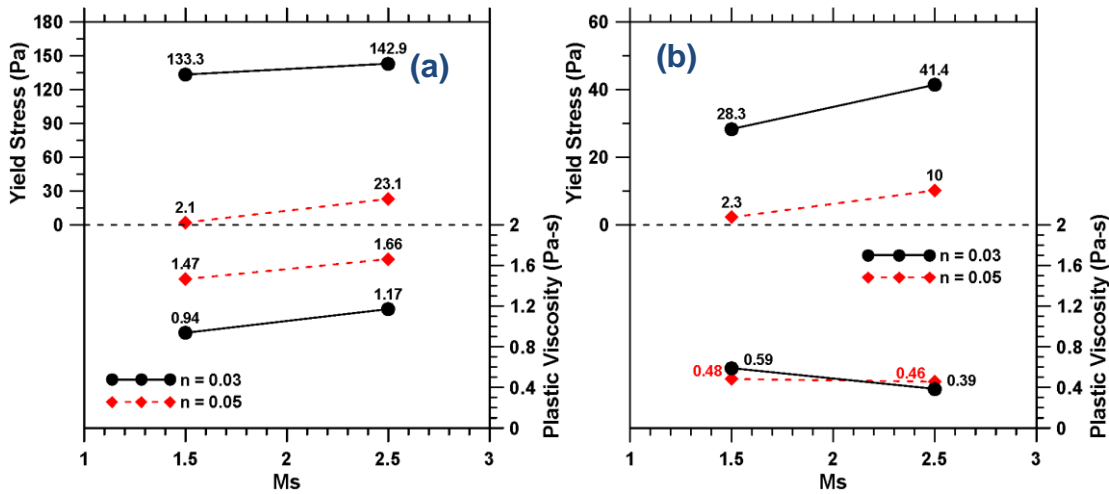 (a)
Yield Stress (Pa)
180
150
120
90
60
30
0
133.3
142.9
2.1
23.1
1.47
1.66
0.94
1.17
n = 0.03
n = 0.05
2
1.6
1.2
0.8
0.4
0
Plastic Viscosity (Pa-s)
1 1.5 2 2.5 3
Ms
(b)
Yield Stress (Pa)
60
40
20
0
28.3
41.4
2.3
10
n = 0.03
n = 0.05
0.48
0.59
0.46
0.39
2
1.6
1.2
0.8
0.4
0
Plastic Viscosity (Pa-s)
1 1.5 2 2.5 3
Ms